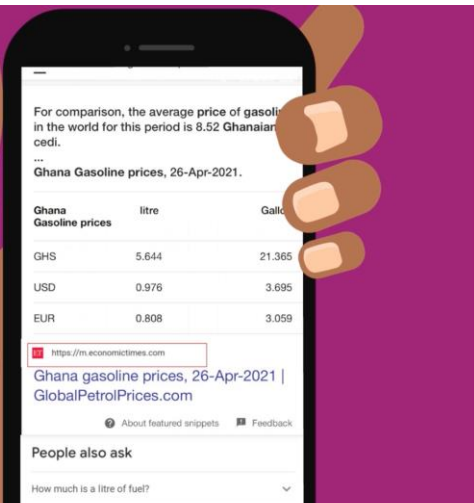 For comparison, the average price of
in the world for this period is 8.52 Ghanaian
cedi.
...
Ghana Gasoline prices, 26-Apr-2021.
Ghana
Gasoline prices
litre
GHS 5.644 21.365
USD 0.976 3.695
EUR 0.808 3.059
ET https://m.economictimes.com
Ghana gasoline prices, 26-Apr-2021 |
GlobalPetrolPrices.com
About featured snippets Feedback
People also ask
How much is a litre of fuel?